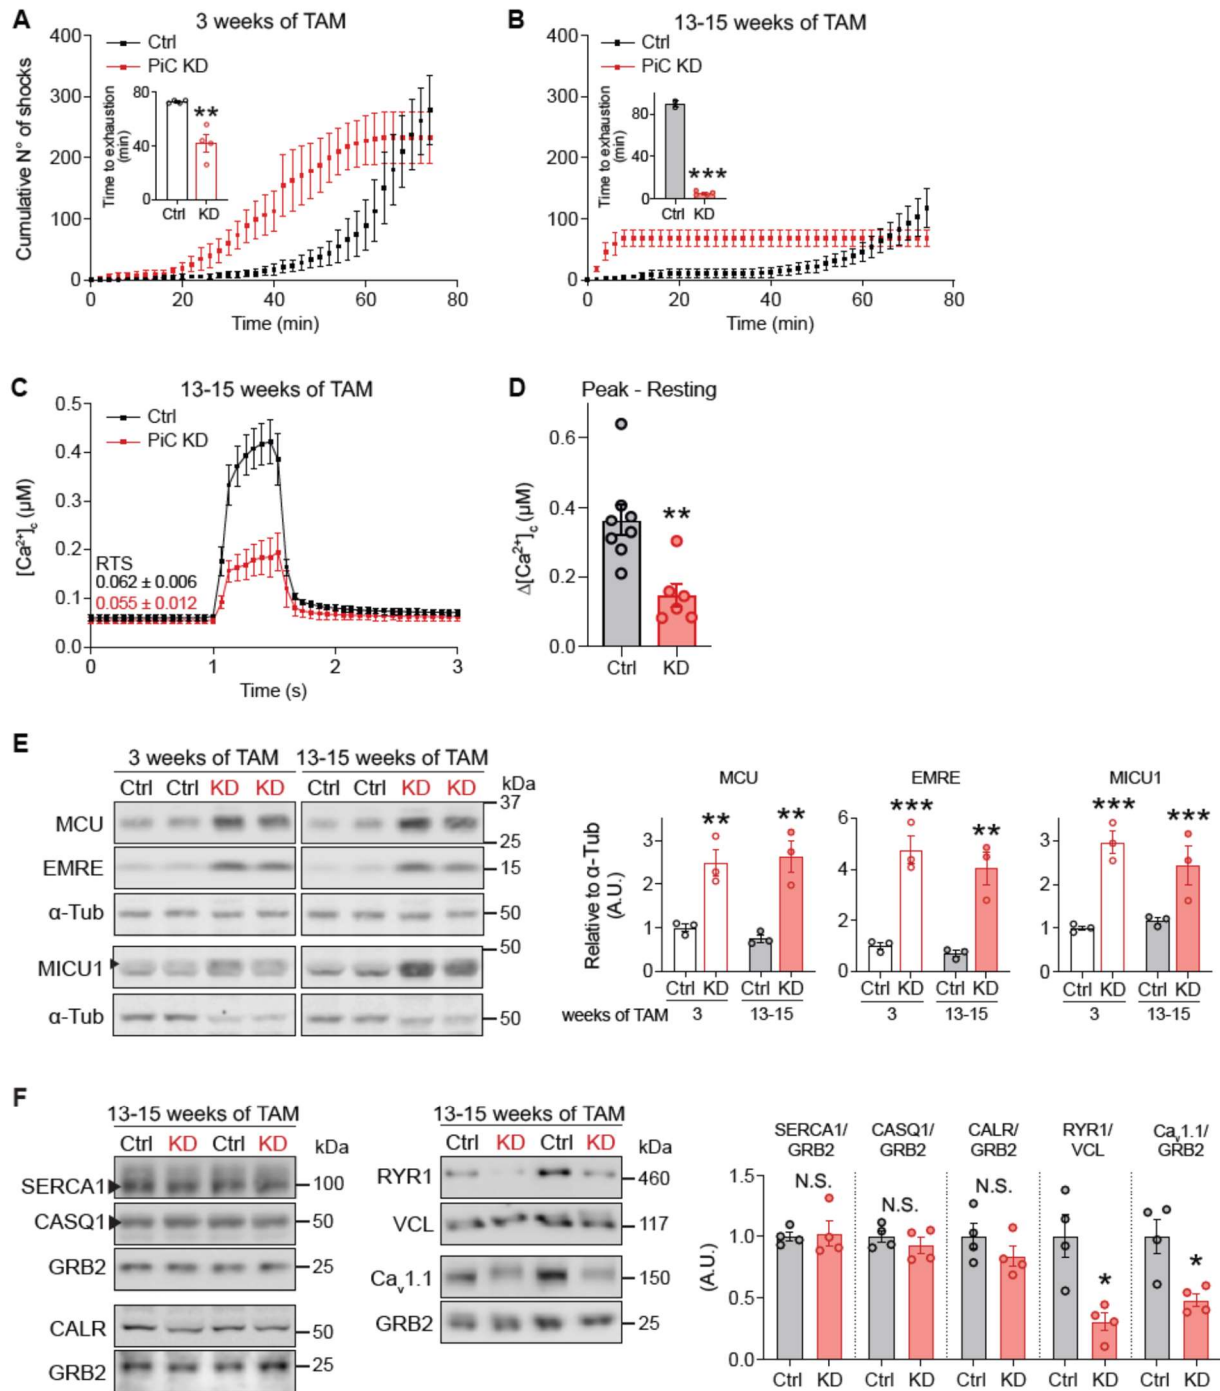 A
3 weeks of TAM
400
300
200
100
0
Cumulative N° of shocks
Ctrl
PiC KD
Time to exhaustion
(min)
80
40
0
**
Ctrl KD
0 20 40 60 80
Time (min)
B
13-15 weeks of TAM
400
300
200
100
0
Ctrl
PiC KD
Time to exhaustion
(min)
80
40
0
***
Ctrl KD
0 20 40 60 80
Time (min)
C
13-15 weeks of TAM
0.5
0.4
0.3
0.2
0.1
0.0
[Ca²⁺]c (µM)
Ctrl
PiC KD
RTS
0.062 ± 0.006
0.055 ± 0.012
0 1 2 3
Time (s)
D
Peak - Resting
0.6
0.4
0.2
0.0
Δ[Ca²⁺]c (µM)
**
Ctrl KD
E
3 weeks of TAM 13-15 weeks of TAM
Ctrl Ctrl KD KD Ctrl Ctrl KD KD kDa
37
MCU
25
EMRE 15
α-Tub 50
50
MICU1
α-Tub 50
MCU
Relative to α-Tub
(A.U.)
3
2
1
0
** **
Ctrl KD Ctrl KD
weeks of TAM 3 13-15
EMRE
6
4
2
0
*** **
Ctrl KD Ctrl KD
3 13-15
MICU1
3
2
1
0
*** ***
Ctrl KD Ctrl KD
3 13-15
F
13-15 weeks of TAM
Ctrl KD Ctrl KD kDa
SERCA1 100
CASQ1 50
GRB2 25
CALR 50
GRB2 25
13-15 weeks of TAM
Ctrl KD Ctrl KD kDa
RYR1 460
VCL 117
Caᵥ1.1 150
GRB2 25
SERCA1/ CASQ1/ CALR/ RYR1/ Caᵥ1.1/
GRB2 GRB2 GRB2 VCL GRB2
1.5
1.0
0.5
0.0
(A.U.)
N.S. N.S. N.S. * *
Ctrl KD Ctrl KD Ctrl KD Ctrl KD Ctrl KD